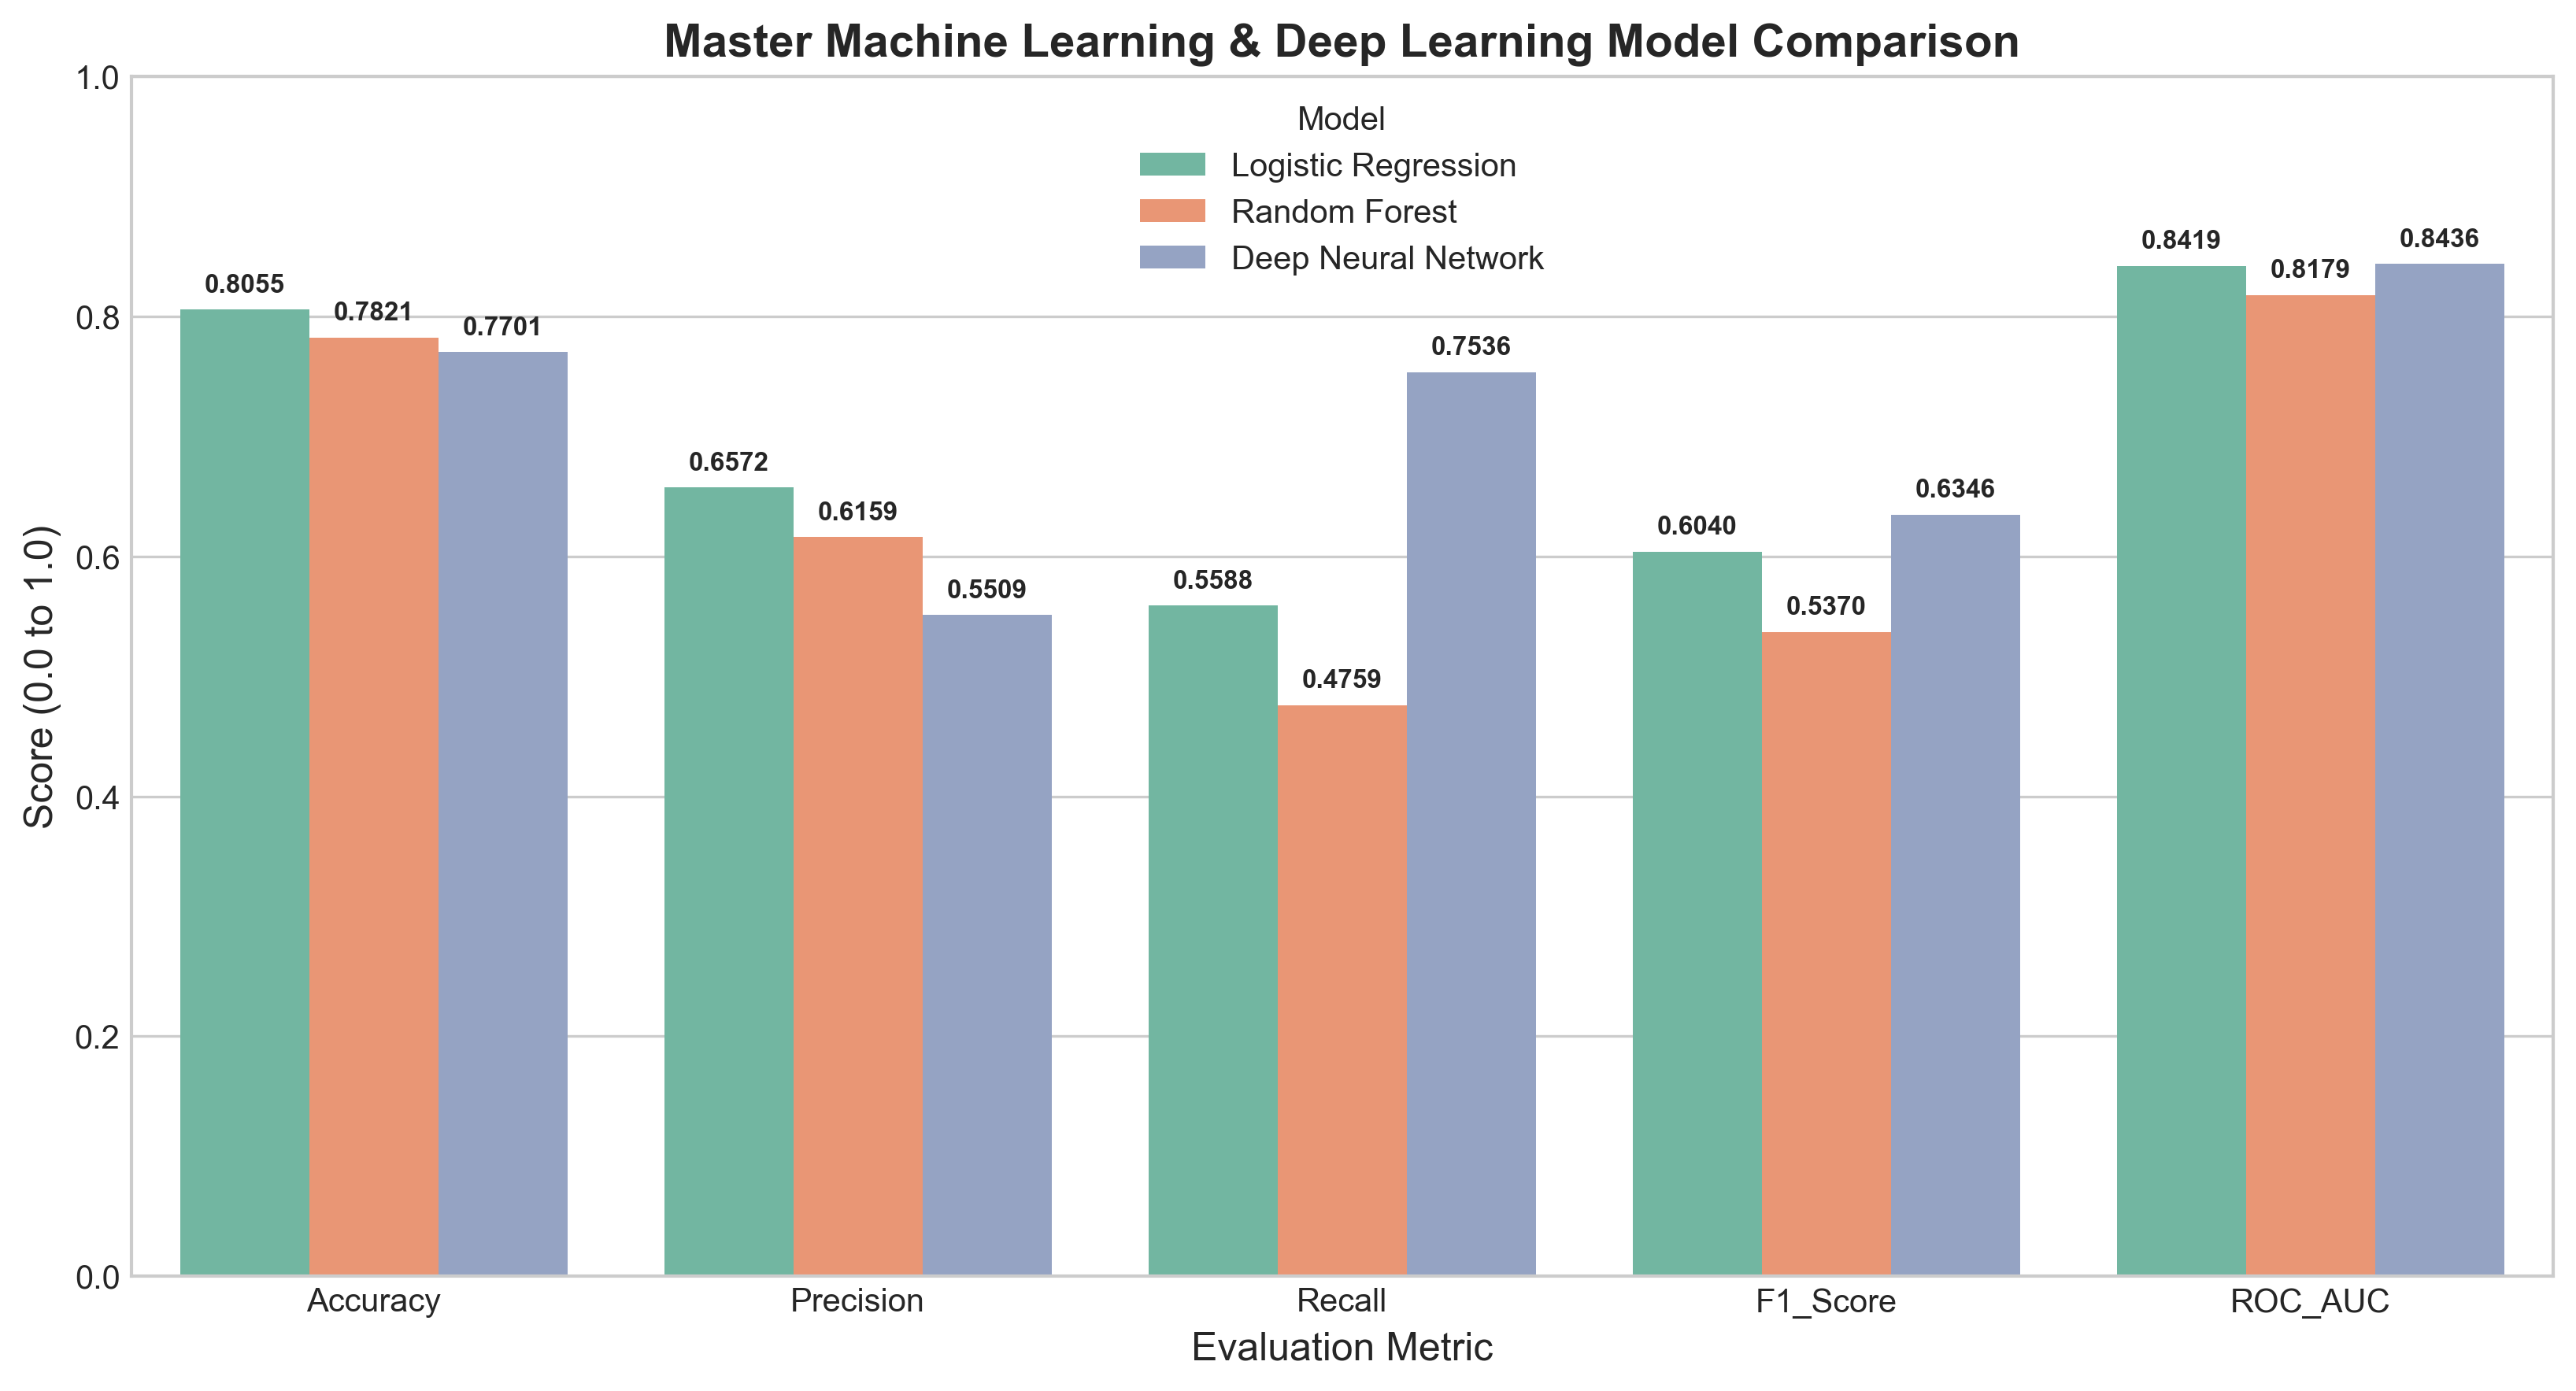 Master Machine Learning & Deep Learning Model Comparison
Model
Logistic Regression
Random Forest
Deep Neural Network
Score (0.0 to 1.0)
1.0
0.8
0.6
0.4
0.2
0.0
0.8055
0.7821
0.7701
0.6572
0.6159
0.5509
0.5588
0.4759
0.7536
0.6040
0.5370
0.6346
0.8419
0.8179
0.8436
Accuracy
Precision
Recall
F1_Score
ROC_AUC
Evaluation Metric